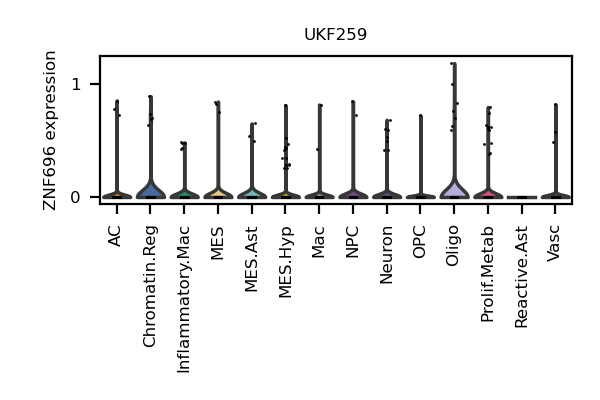 UKF259
ZNF696 expression
1
0
AC
Chromatin.Reg
Inflammatory.Mac
MES
MES.Ast
MES.Hyp
Mac
NPC
Neuron
OPC
Oligo
Prolif.Metab
Reactive.Ast
Vasc